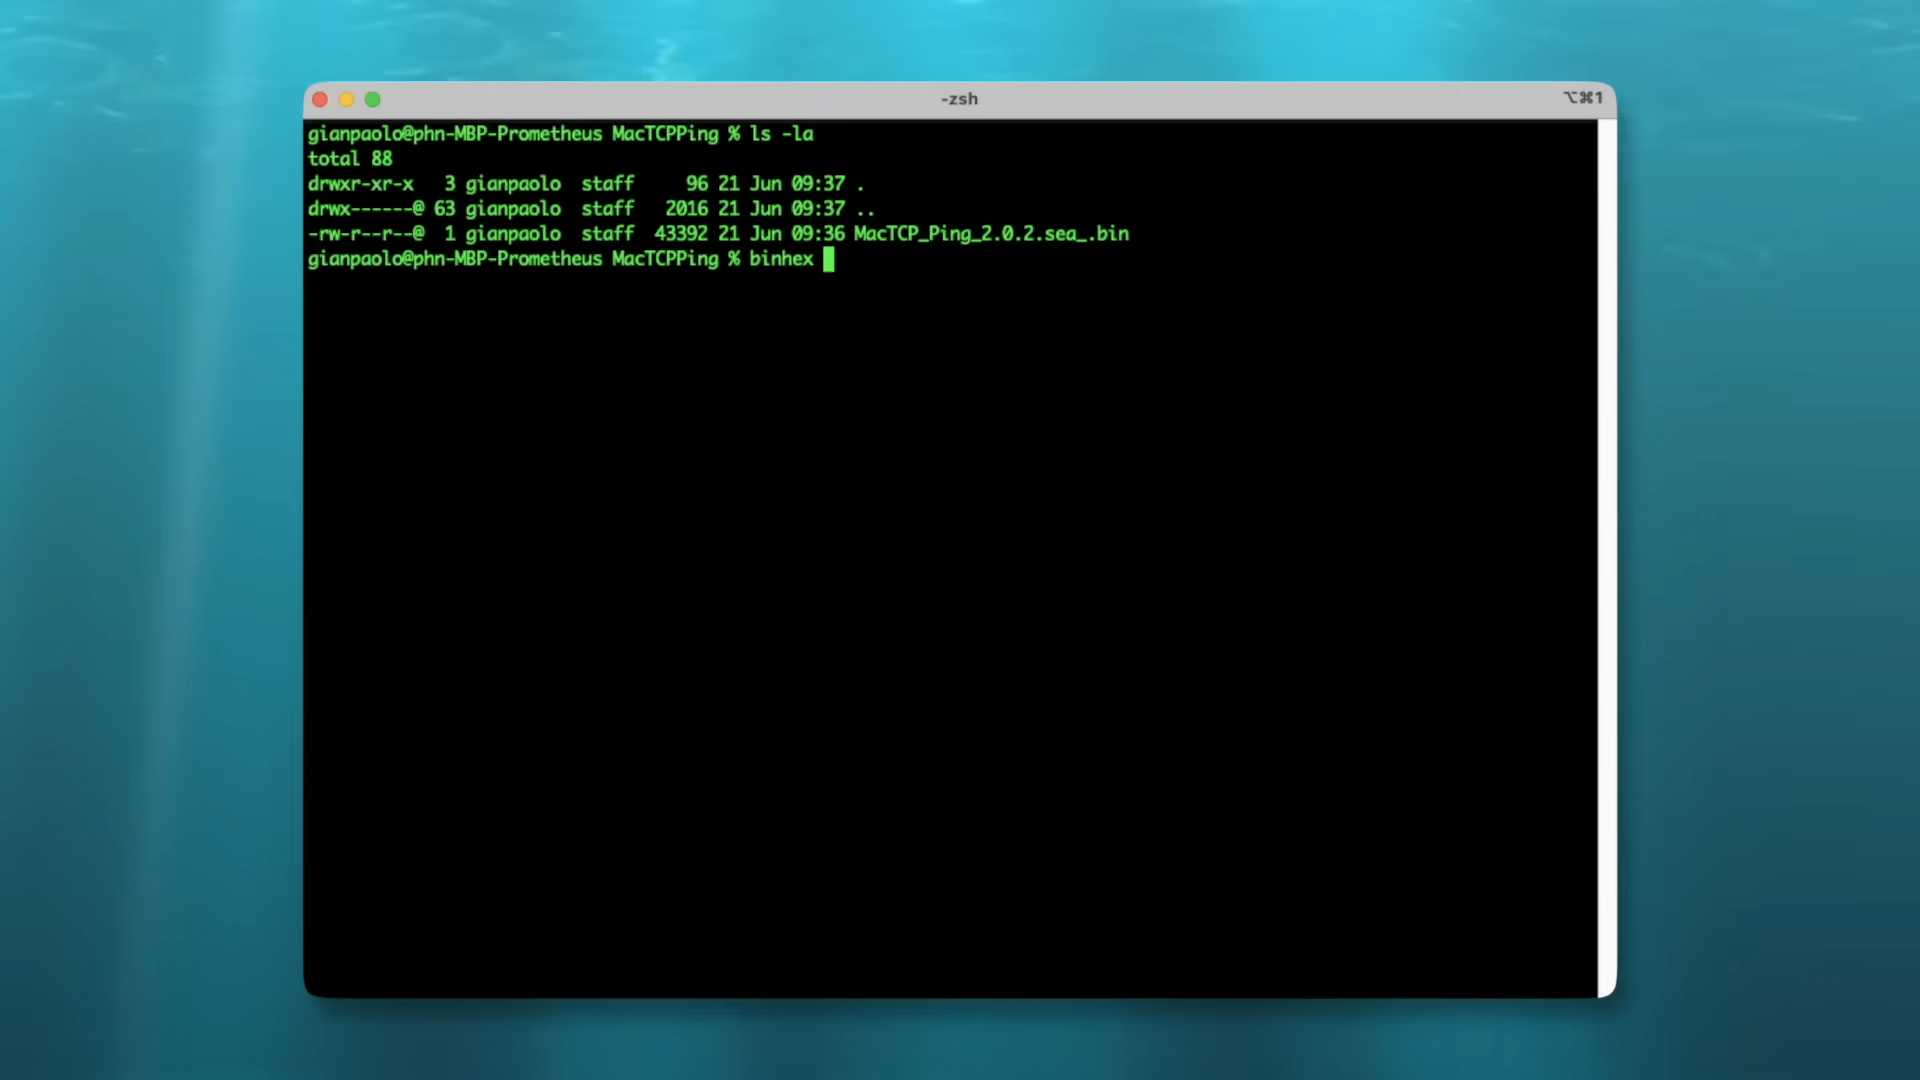 -zsh
⌥⌘1
gianpaolo@phn-MBP-Prometheus MacTCPPing % ls -la
total 88
drwxr-xr-x   3 gianpaolo  staff     96 21 Jun 09:37 .
drwx------@ 63 gianpaolo  staff   2016 21 Jun 09:37 ..
-rw-r--r--@  1 gianpaolo  staff  43392 21 Jun 09:36 MacTCP_Ping_2.0.2.sea_.bin
gianpaolo@phn-MBP-Prometheus MacTCPPing % binhex